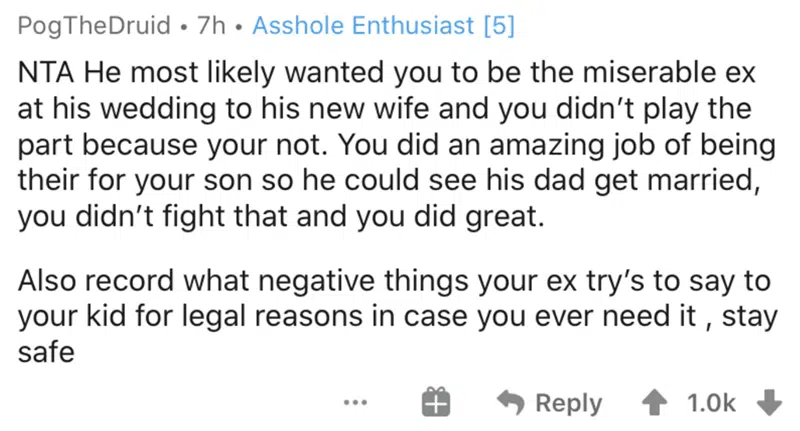 PogTheDruid • 7h • Asshole Enthusiast [5]
NTA He most likely wanted you to be the miserable ex
at his wedding to his new wife and you didn't play the
part because your not. You did an amazing job of being
their for your son so he could see his dad get married,
you didn't fight that and you did great.
Also record what negative things your ex try's to say to
your kid for legal reasons in case you ever need it , stay
safe
... Reply 1.0k